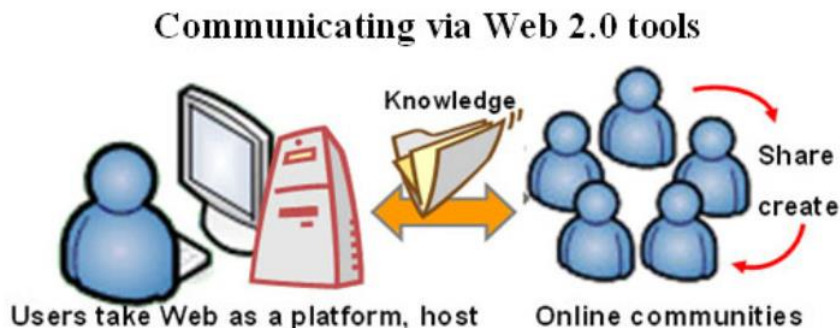 Communicating via Web 2.0 tools
Knowledge
Share
create
Users take Web as a platform, host
Online communities